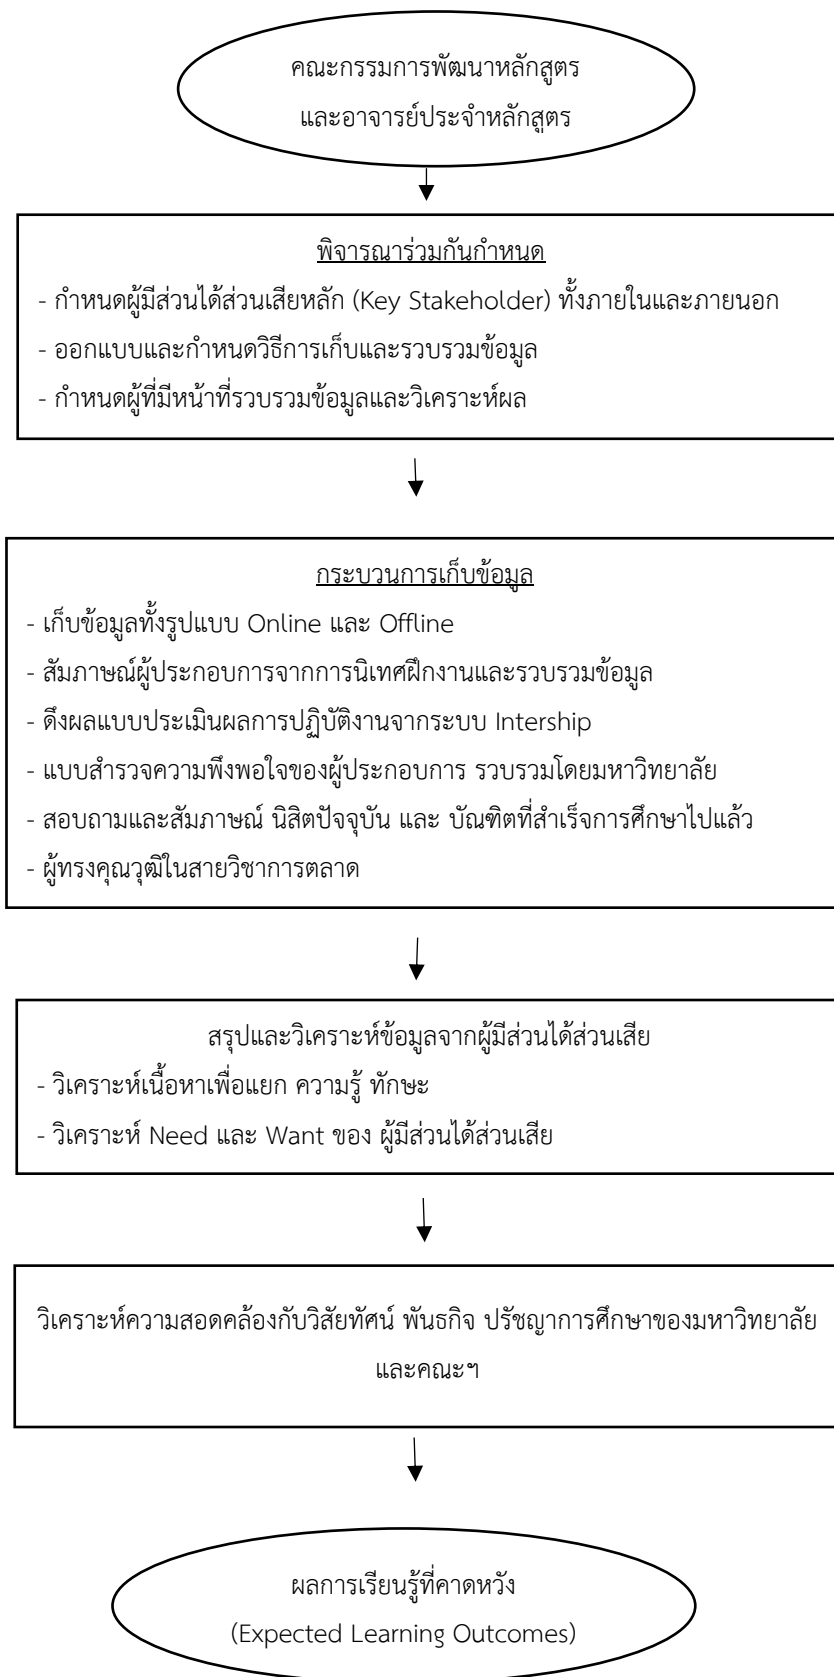 คณะกรรมการพัฒนาหลักสูตร
และอาจารย์ประจำหลักสูตร
พิจารณาร่วมกันกำหนด
- กำหนดผู้มีส่วนได้ส่วนเสียหลัก (Key Stakeholder) ทั้งภายในและภายนอก
- ออกแบบและกำหนดวิธีการเก็บและรวบรวมข้อมูล
- กำหนดผู้ที่มีหน้าที่รวบรวมข้อมูลและวิเคราะห์ผล
กระบวนการเก็บข้อมูล
- เก็บข้อมูลทั้งรูปแบบ Online และ Offline
- สัมภาษณ์ผู้ประกอบการจากการนิเทศฝึกงานและรวบรวมข้อมูล
- ดึงผลแบบประเมินผลการปฏิบัติงานจากระบบ Intership
- แบบสำรวจความพึงพอใจของผู้ประกอบการ รวบรวมโดยมหาวิทยาลัย
- สอบถามและสัมภาษณ์ นิสิตปัจจุบัน และ บัณฑิตที่สำเร็จการศึกษาไปแล้ว
- ผู้ทรงคุณวุฒิในสายวิชาการตลาด
สรุปและวิเคราะห์ข้อมูลจากผู้มีส่วนได้ส่วนเสีย
- วิเคราะห์เนื้อหาเพื่อแยก ความรู้ ทักษะ
- วิเคราะห์ Need และ Want ของ ผู้มีส่วนได้ส่วนเสีย
วิเคราะห์ความสอดคล้องกับวิสัยทัศน์ พันธกิจ ปรัชญาการศึกษาของมหาวิทยาลัย
และคณะฯ
ผลการเรียนรู้ที่คาดหวัง
(Expected Learning Outcomes)